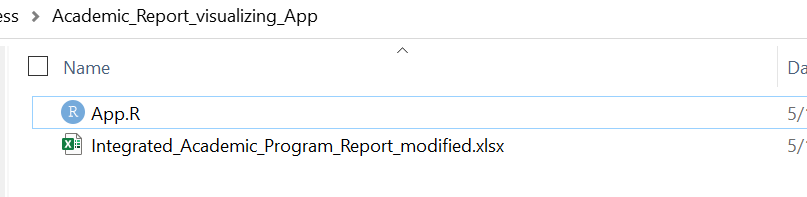 ess > Academic_Report_visualizing_App
Name
Da
R App.R 5/
Integrated_Academic_Program_Report_modified.xlsx 5/